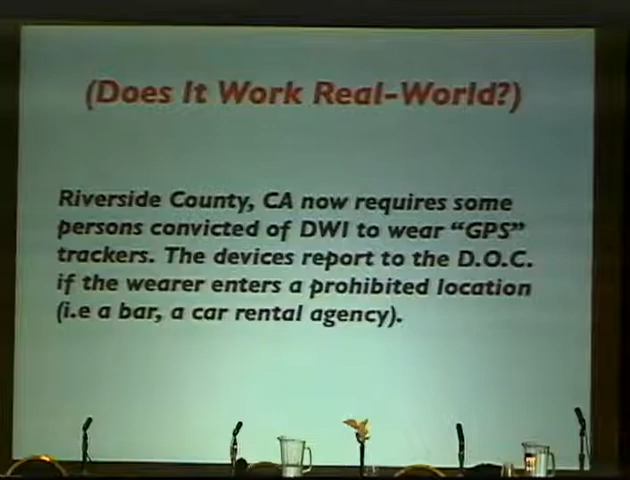 (Does It Work Real-World?)
Riverside County, CA now requires some
persons convicted of DWI to wear “GPS”
trackers. The devices report to the D.O.C.
if the wearer enters a prohibited location
(i.e a bar, a car rental agency).